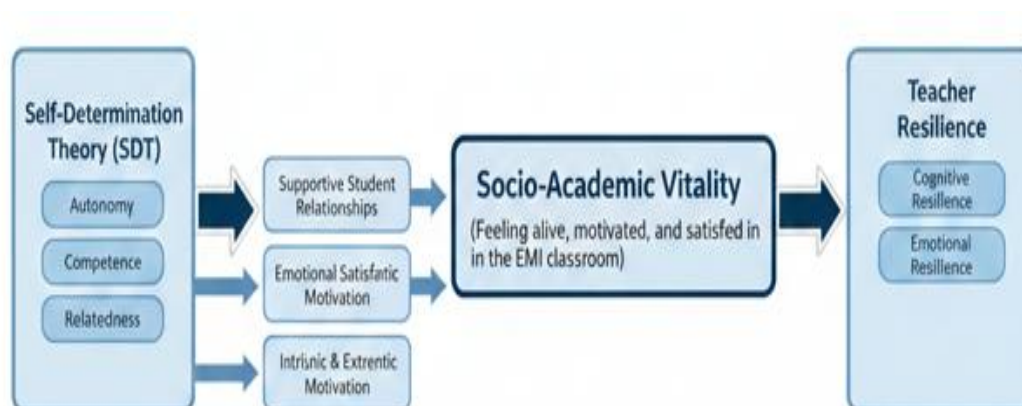 Self-Determination
Theory (SDT)
Autonomy
Competence
Relatedness
Supportive Student
Relationships
Emotional Satisfatic
Motivation
Intrisnic & Extrentic
Motivation
Socio-Academic Vitality
(Feeling alive, motivated, and satisfed in
in the EMI classroom)
Teacher
Resilience
Cognitive
Resilience
Emotional
Resilience